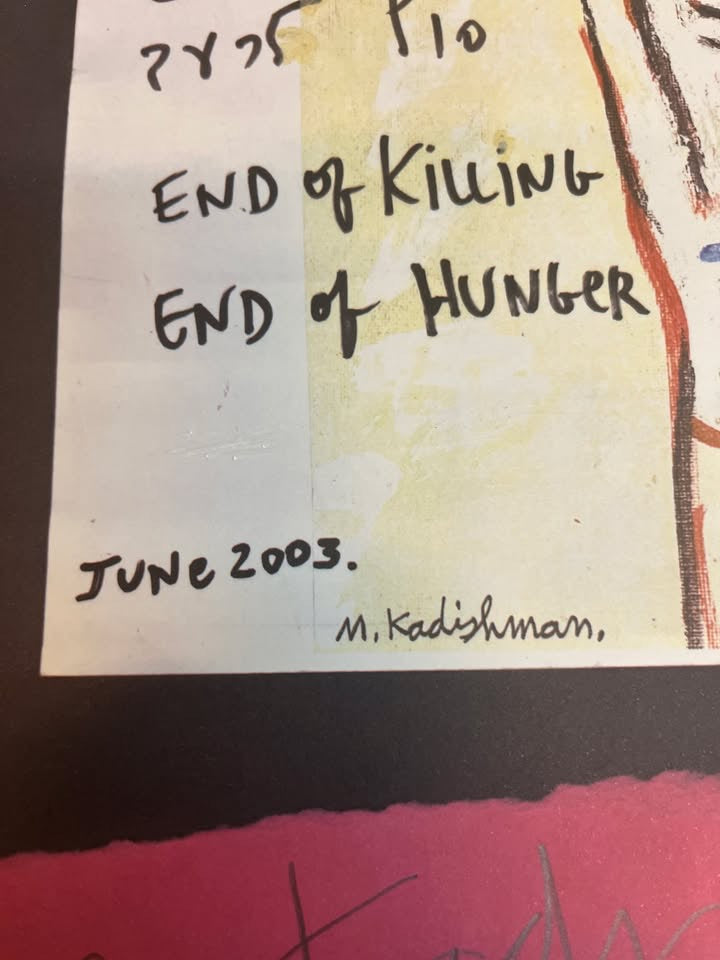 סוף לרעב
END of KiLLiNG
END of HUNGeR
JUNe 2003.
M. Kadishman.